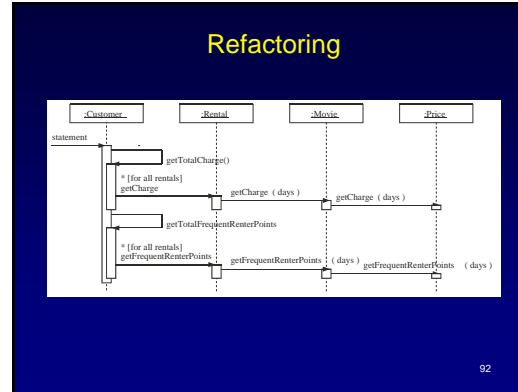 Refactoring
:Customer :Rental :Movie :Price
statement
getTotalCharge()
* [for all rentals]
getCharge
getCharge ( days )
getCharge ( days )
getTotalFrequentRenterPoints
* [for all rentals]
getFrequentRenterPoints
getFrequentRenterPoints ( days )
getFrequentRenterPoints ( days )
92